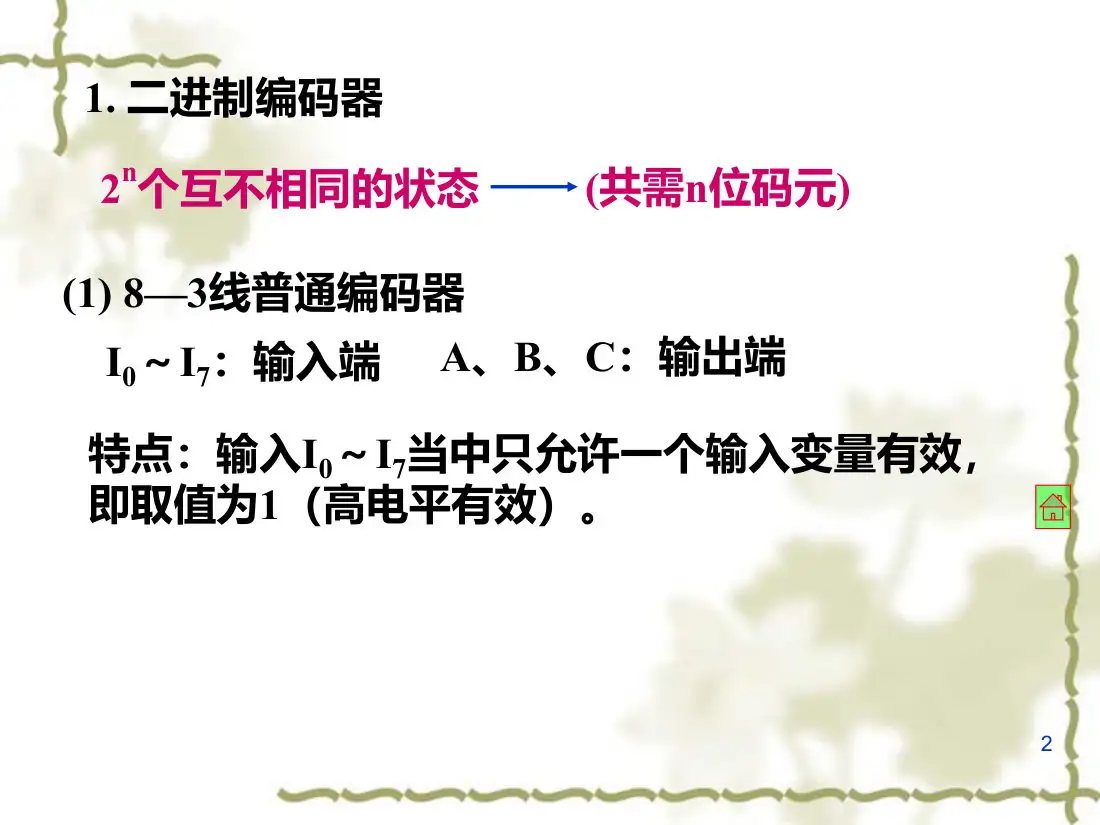 1. 二进制编码器
2ⁿ个互不相同的状态 → (共需n位码元)
(1) 8—3线普通编码器
I₀～I₇：输入端 A、B、C：输出端
特点：输入I₀～I₇当中只允许一个输入变量有效，
即取值为1（高电平有效）。
2